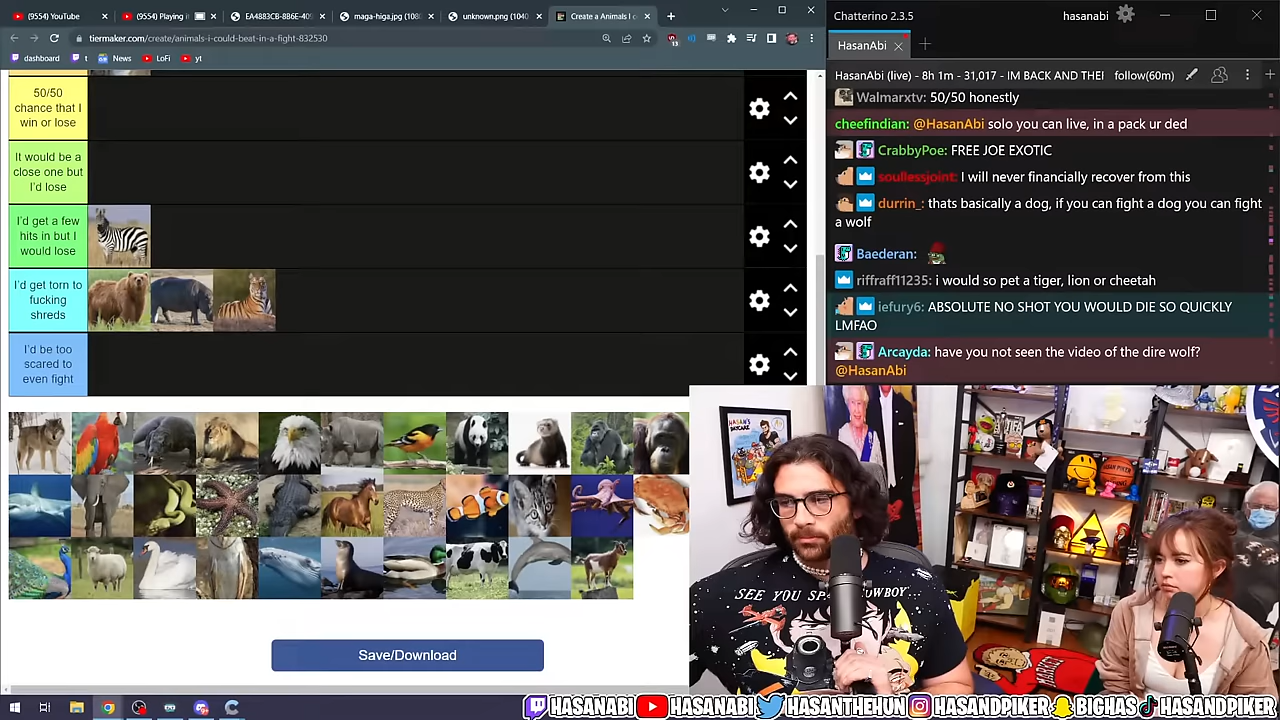 (9554) YouTube
(9554) Playing i
EA4883CB-886E-40
maga-higa.jpg (108
unknown.png (1040
Create a Animals I c
tiermaker.com/create/animals-i-could-beat-in-a-fight-832530
dashboard
t
News
LoFi
yt
50/50
chance that I
win or lose
It would be a
close one but
I'd lose
I'd get a few
hits in but I
would lose
I'd get torn to
fucking
shreds
I'd be too
scared to
even fight
Save/Download
Chatterino 2.3.5
hasanabi
HasanAbi
HasanAbi (live) - 8h 1m - 31,017 - IM BACK AND THEI
follow(60m)
Walmarxtv: 50/50 honestly
cheefindian: @HasanAbi solo you can live, in a pack ur ded
CrabbyPoe: FREE JOE EXOTIC
soullessjoint: I will never financially recover from this
durrin_: thats basically a dog, if you can fight a dog you can fight
a wolf
Baederan:
riffraff11235: i would so pet a tiger, lion or cheetah
iefury6: ABSOLUTE NO SHOT YOU WOULD DIE SO QUICKLY
LMFAO
Arcayda: have you not seen the video of the dire wolf?
@HasanAbi
SEE YOU SP
COWBOY
HASANABI
HASANABI
HASANTHEHUN
HASANDPIKER
BIGHAS
HASANDPIKER